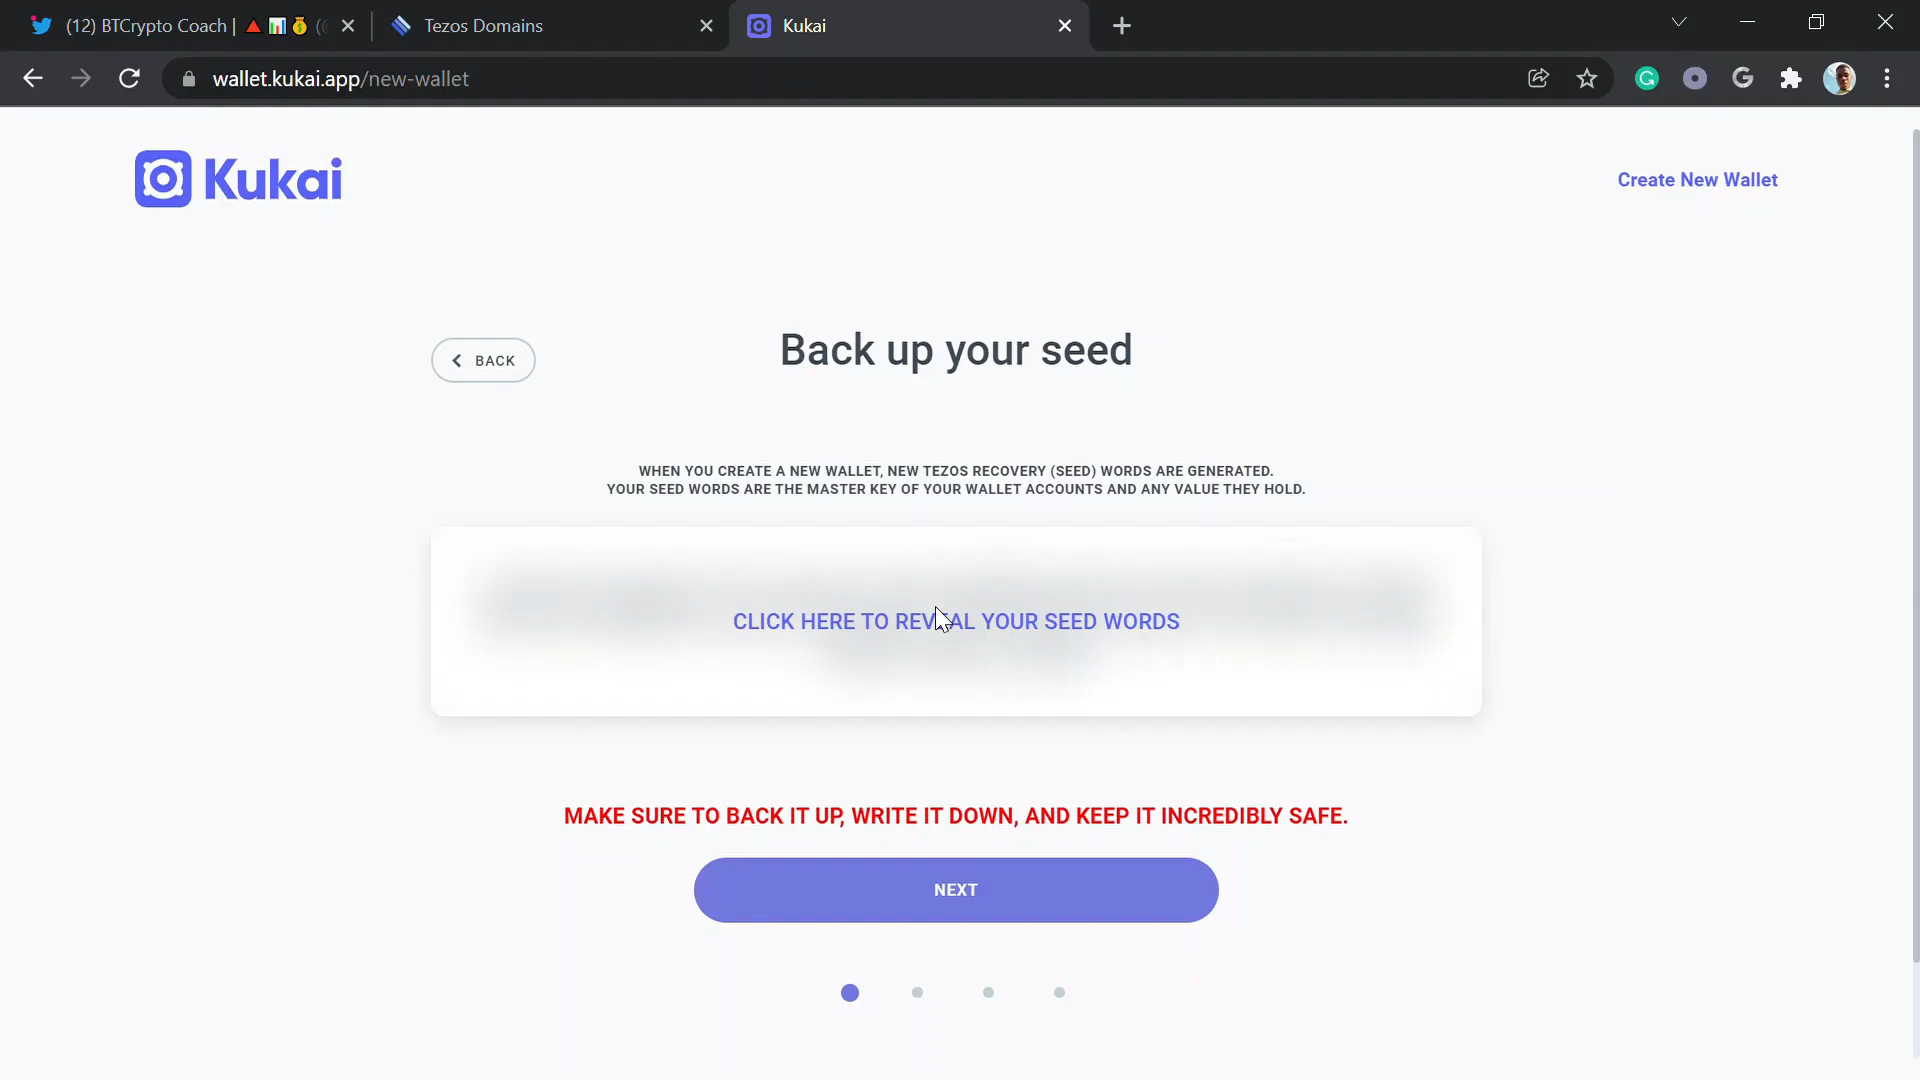 (12) BTCrypto Coach |
Tezos Domains
Kukai
wallet.kukai.app/new-wallet
Kukai
Create New Wallet
BACK
Back up your seed
WHEN YOU CREATE A NEW WALLET, NEW TEZOS RECOVERY (SEED) WORDS ARE GENERATED.
YOUR SEED WORDS ARE THE MASTER KEY OF YOUR WALLET ACCOUNTS AND ANY VALUE THEY HOLD.
CLICK HERE TO REVEAL YOUR SEED WORDS
MAKE SURE TO BACK IT UP, WRITE IT DOWN, AND KEEP IT INCREDIBLY SAFE.
NEXT